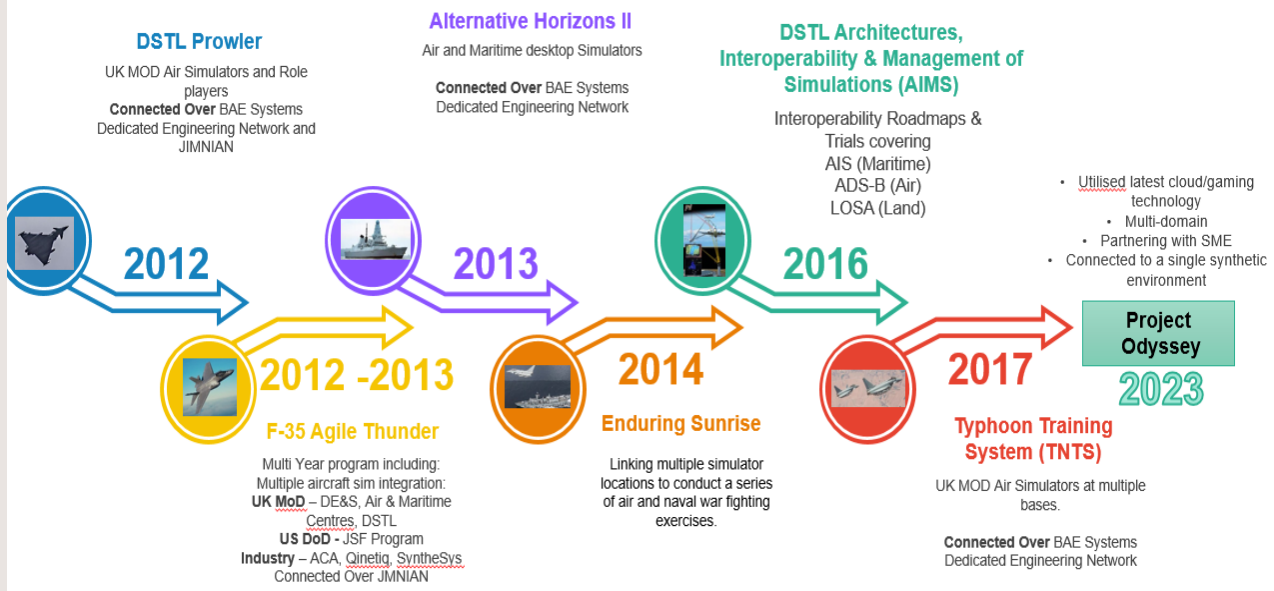 DSTL Prowler
UK MOD Air Simulators and Role
players
Connected Over BAE Systems
Dedicated Engineering Network and
JIMNIAN
2012
2012 -2013
F-35 Agile Thunder
Multi Year program including:
Multiple aircraft sim integration:
UK MoD – DE&S, Air & Maritime
Centres, DSTL
US DoD - JSF Program
Industry – ACA, Qinetiq, SyntheSys
Connected Over JMNIAN
Alternative Horizons II
Air and Maritime desktop Simulators
Connected Over BAE Systems
Dedicated Engineering Network
2013
2014
Enduring Sunrise
Linking multiple simulator
locations to conduct a series
of air and naval war fighting
exercises.
DSTL Architectures,
Interoperability & Management of
Simulations (AIMS)
Interoperability Roadmaps &
Trials covering
AIS (Maritime)
ADS-B (Air)
LOSA (Land)
2016
2017
Typhoon Training
System (TNTS)
UK MOD Air Simulators at multiple
bases.
Connected Over BAE Systems
Dedicated Engineering Network
• Utilised latest cloud/gaming
technology
• Multi-domain
• Partnering with SME
• Connected to a single synthetic
environment
Project
Odyssey
2023